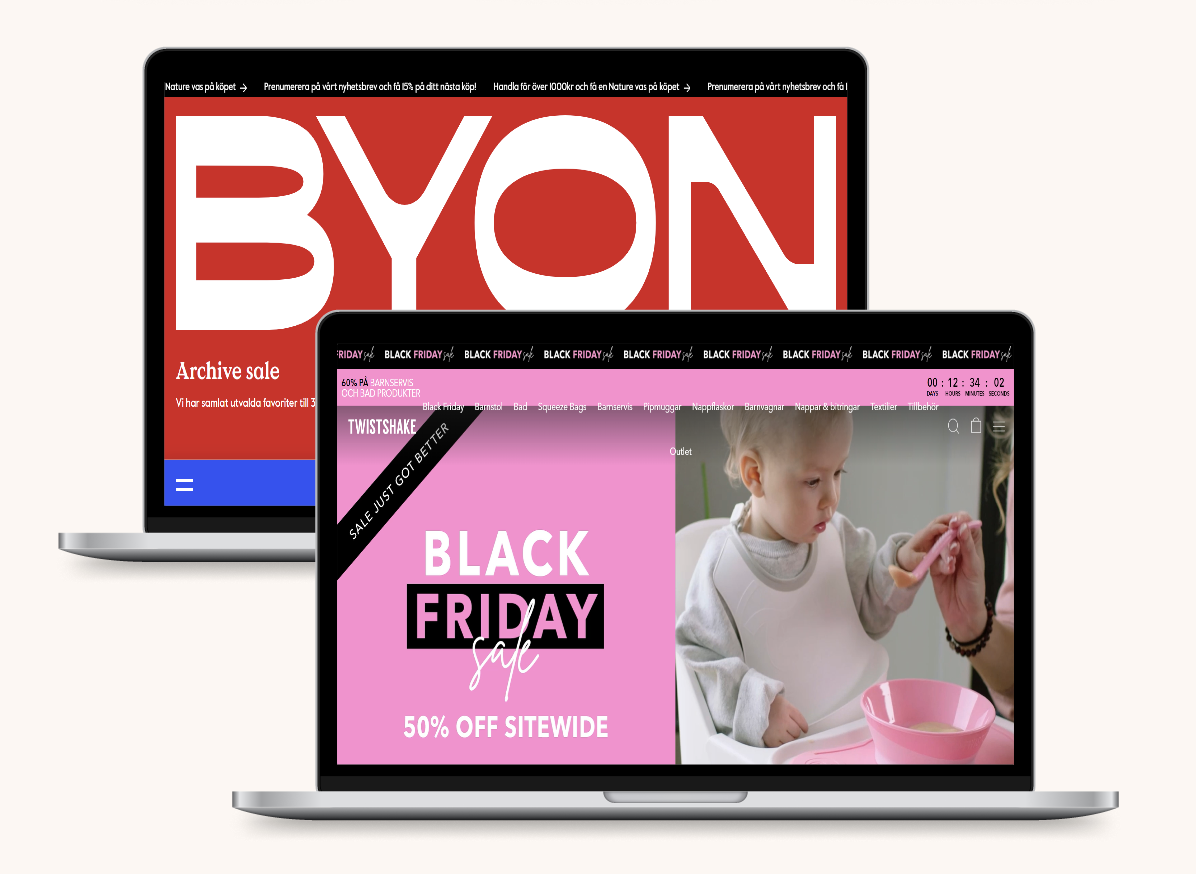 Nature vas på köpet → Prenumerera på vårt nyhetsbrev och få 15% på ditt nästa köp! Handla för över 1000kr och få en Nature vas på köpet → Prenumerera på vårt nyhetsbrev och få
BYON
Archive sale
Vi har samlat utvalda favoriter till 3
FRIDAY sale BLACK FRIDAY sale BLACK FRIDAY sale BLACK FRIDAY sale BLACK FRIDAY sale BLACK FRIDAY sale BLACK FRIDAY sale BLACK FRIDAY sale BLACK FRIDAY sale
60% PÅ BARNSERVIS
OCH BAD PRODUKTER
00 : 12 : 34 : 02
DAYS HOURS MINUTES SECONDS
Black Friday Barnstol Bad Squeeze Bags Barnservis Pipmuggar Nappflaskor Barnvagnar Nappar & bitringar Textilier Tillbehör
TWISTSHAKE
Outlet
SALE JUST GOT BETTER
BLACK
FRIDAY
sale
50% OFF SITEWIDE